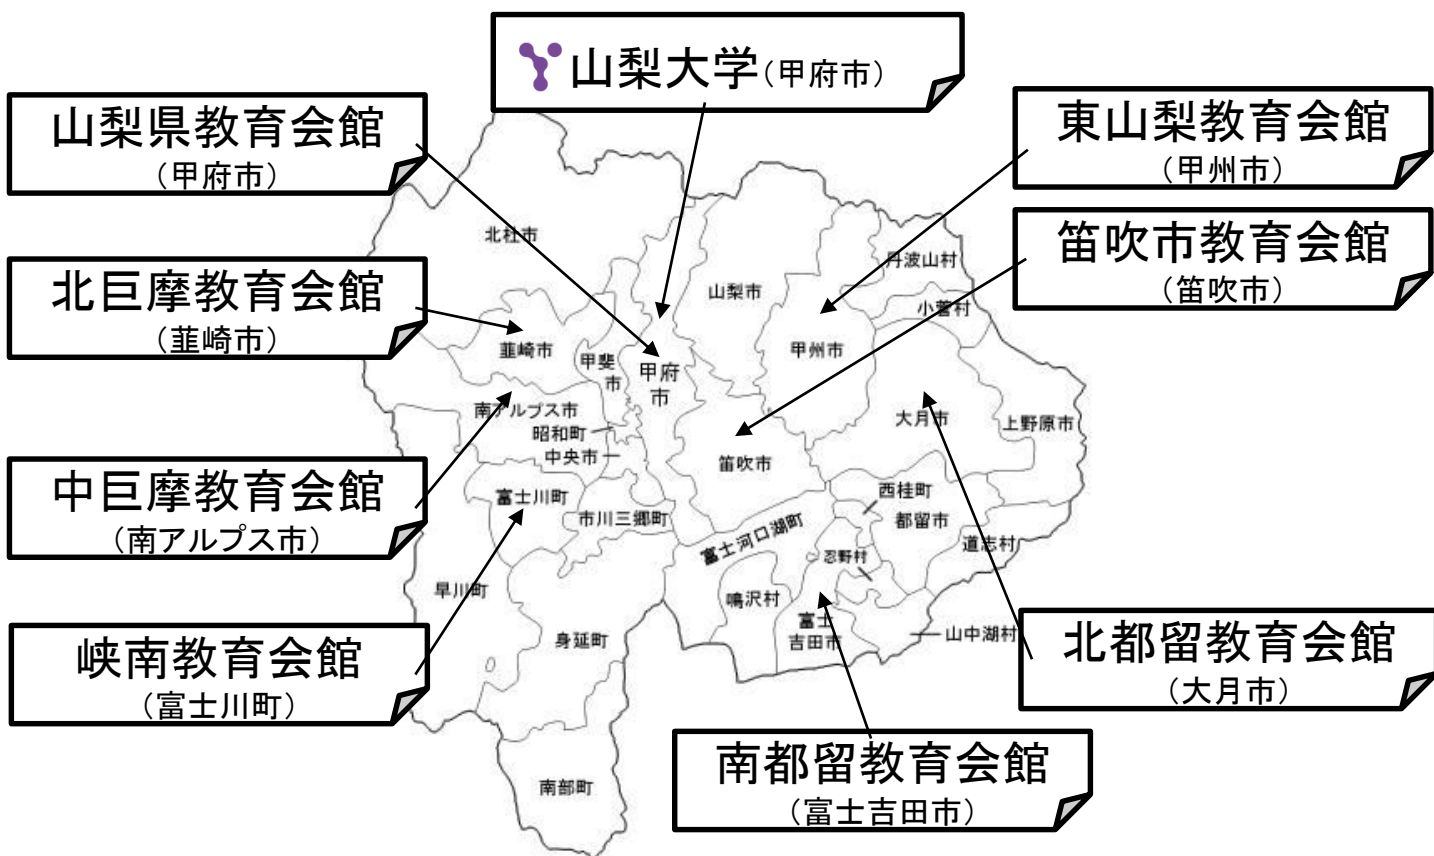 山梨大学(甲府市)
山梨県教育会館
(甲府市)
東山梨教育会館
(甲州市)
北巨摩教育会館
(韮崎市)
笛吹市教育会館
(笛吹市)
中巨摩教育会館
(南アルプス市)
峡南教育会館
(富士川町)
北都留教育会館
(大月市)
南都留教育会館
(富士吉田市)
北杜市
丹波山村
山梨市
小菅村
韮崎市
甲斐
市
甲府
市
甲州市
南アルプス市
大月市
上野原市
昭和町
中央市
笛吹市
富士川町
西桂町
市川三郷町
都留市
富士河口湖町
道志村
忍野村
早川町
鳴沢村
富士
吉田市
山中湖村
身延町
南部町